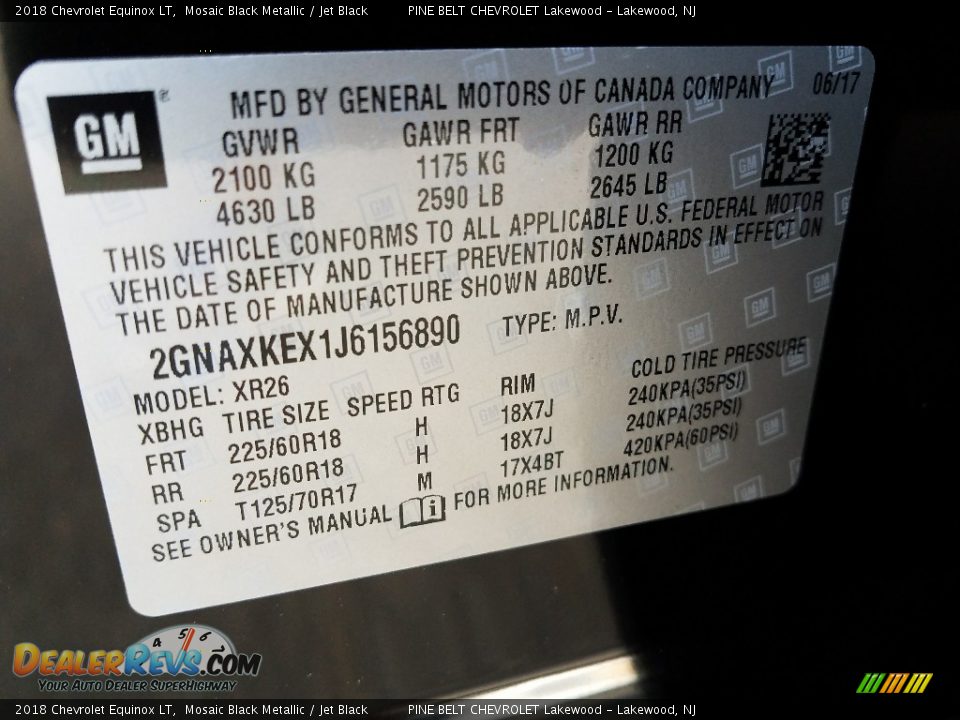 2018 Chevrolet Equinox LT, Mosaic Black Metallic / Jet Black PINE BELT CHEVROLET Lakewood - Lakewood, NJ
GM ® MFD BY GENERAL MOTORS OF CANADA COMPANY 06/17
GVWR GAWR FRT GAWR RR
2100 KG 1175 KG 1200 KG
4630 LB 2590 LB 2645 LB
THIS VEHICLE CONFORMS TO ALL APPLICABLE U.S. FEDERAL MOTOR
VEHICLE SAFETY AND THEFT PREVENTION STANDARDS IN EFFECT ON
THE DATE OF MANUFACTURE SHOWN ABOVE.
2GNAXKEX1J6156890 TYPE: M.P.V.
MODEL: XR26
XBHG TIRE SIZE SPEED RTG RIM COLD TIRE PRESSURE
FRT 225/60R18 H 18X7J 240KPA(35PSI)
RR 225/60R18 H 18X7J 240KPA(35PSI)
SPA T125/70R17 M 17X4BT 420KPA(60PSI)
SEE OWNER'S MANUAL i FOR MORE INFORMATION.
4 5 6
DEALERREVS.COM
YOUR AUTO DEALER SUPERHIGHWAY
2018 Chevrolet Equinox LT, Mosaic Black Metallic / Jet Black PINE BELT CHEVROLET Lakewood - Lakewood, NJ